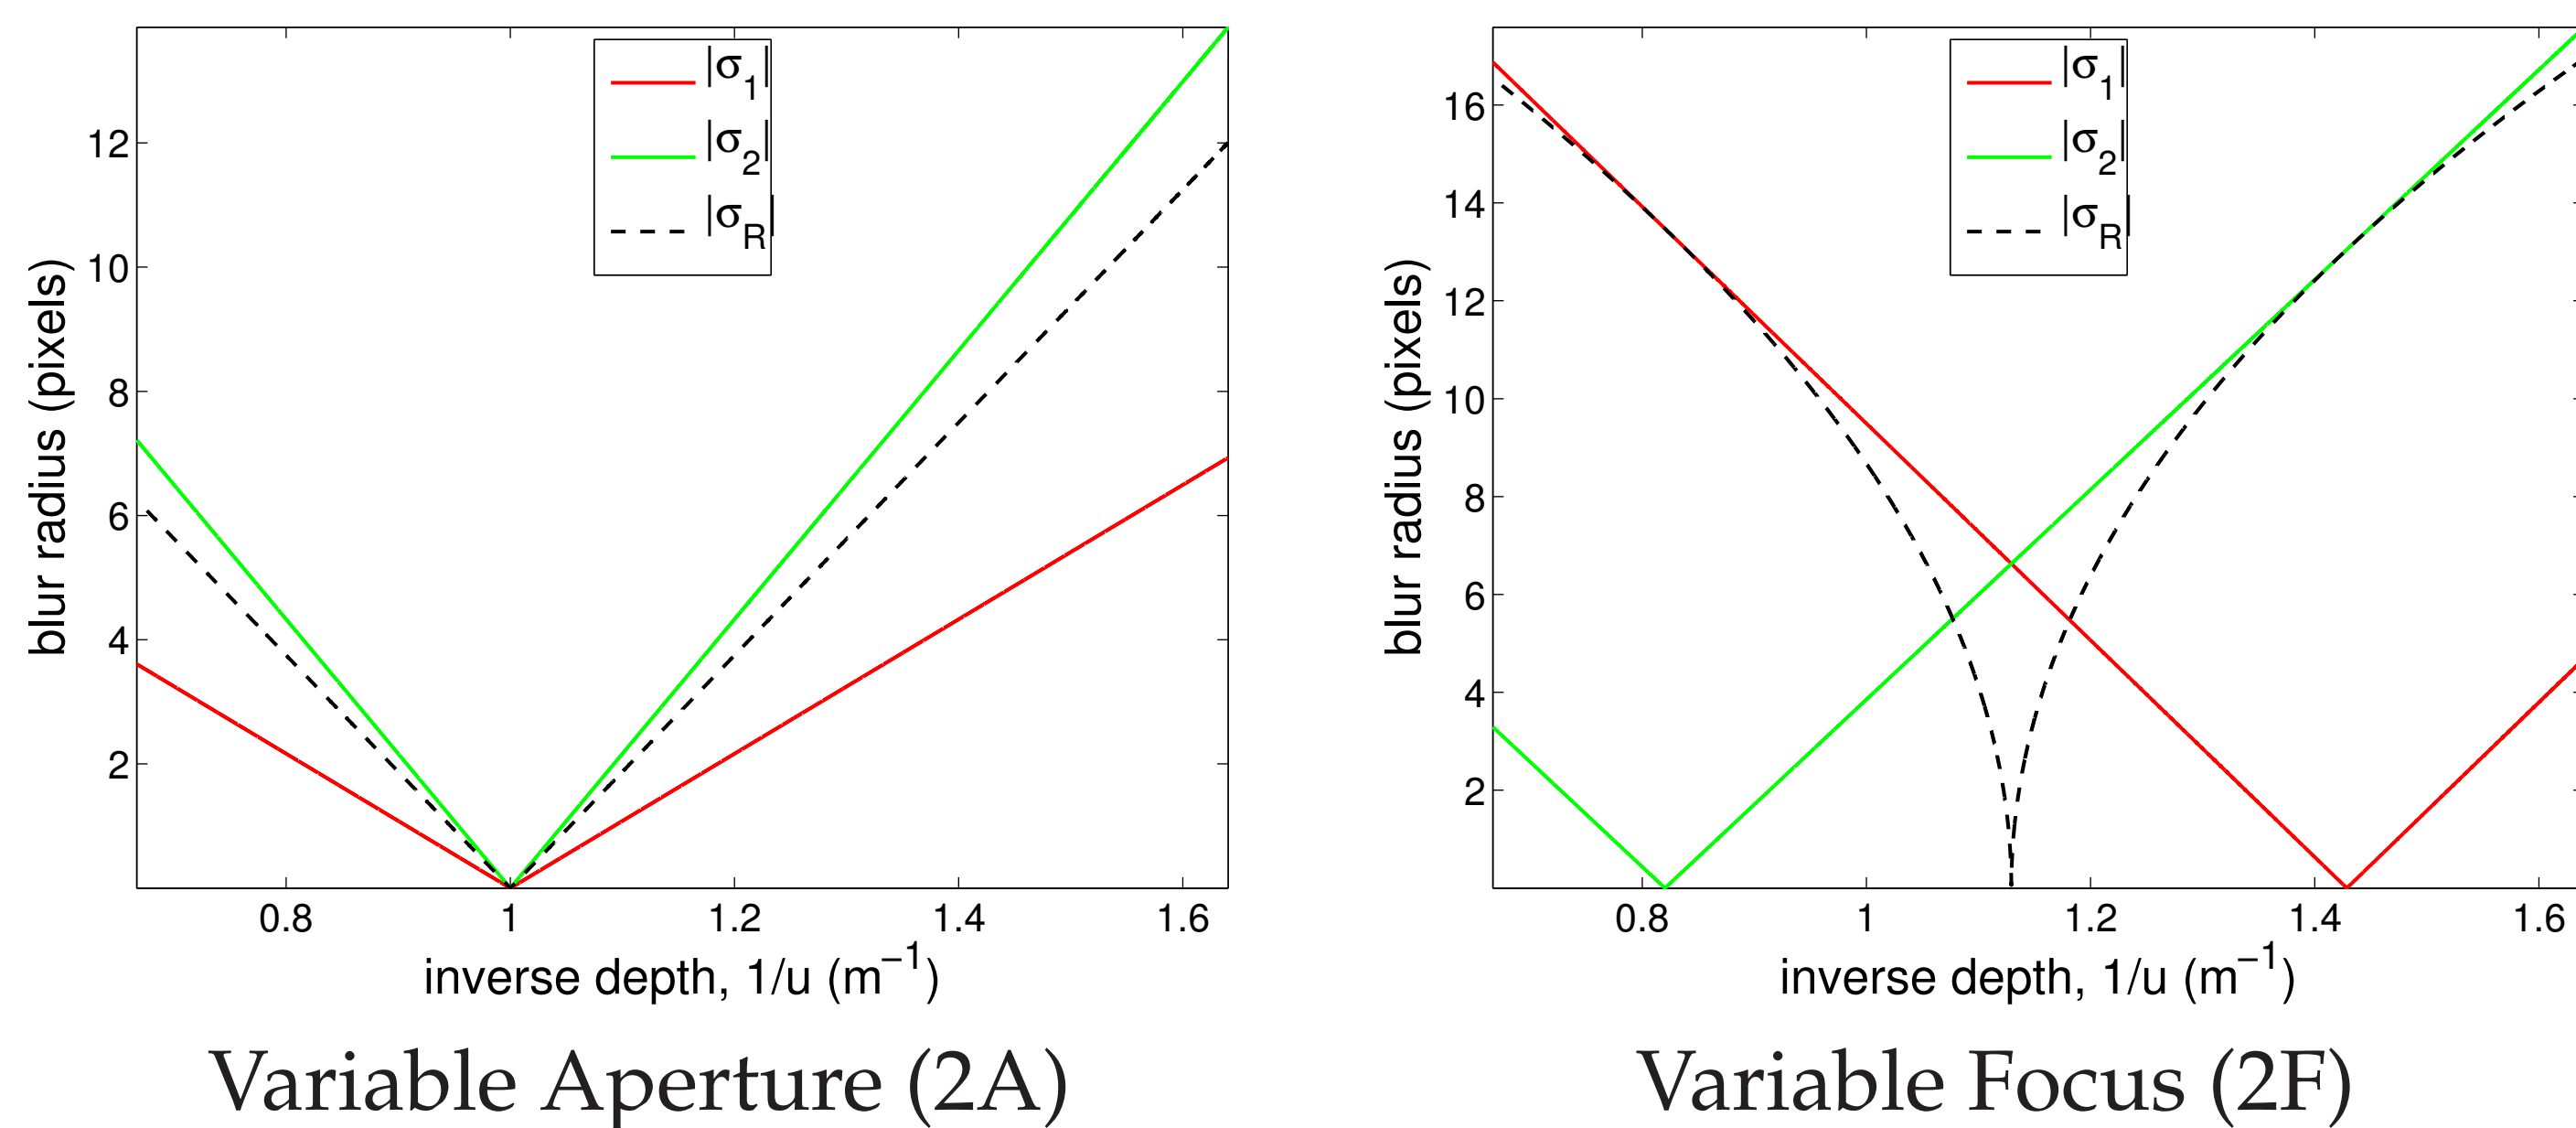 |σ1|
|σ2|
|σR|
12
10
8
6
4
2
blur radius (pixels)
0.8 1 1.2 1.4 1.6
inverse depth, 1/u (m−1)
Variable Aperture (2A)
|σ1|
|σ2|
|σR|
16
14
12
10
8
6
4
2
blur radius (pixels)
0.8 1 1.2 1.4 1.6
inverse depth, 1/u (m−1)
Variable Focus (2F)